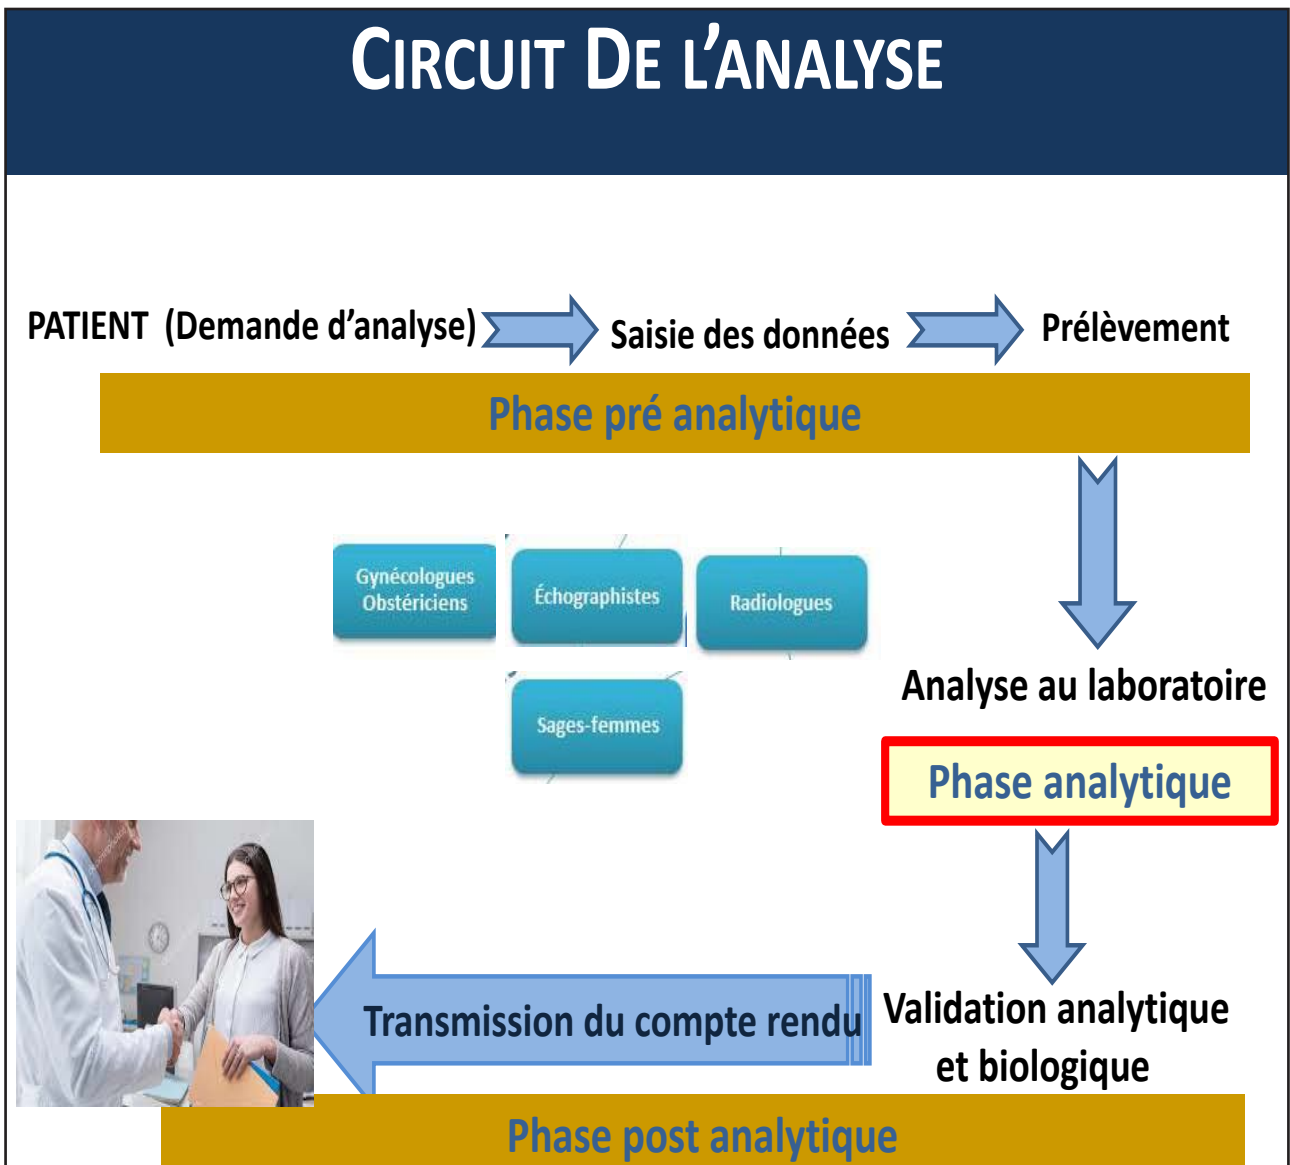 CIRCUIT DE L’ANALYSE
PATIENT (Demande d’analyse)
Saisie des données
Prélèvement
Phase pré analytique
Gynécologues
Obstériciens
Échographistes
Radiologues
Sages-femmes
Analyse au laboratoire
Phase analytique
Transmission du compte rendu
Validation analytique
et biologique
Phase post analytique